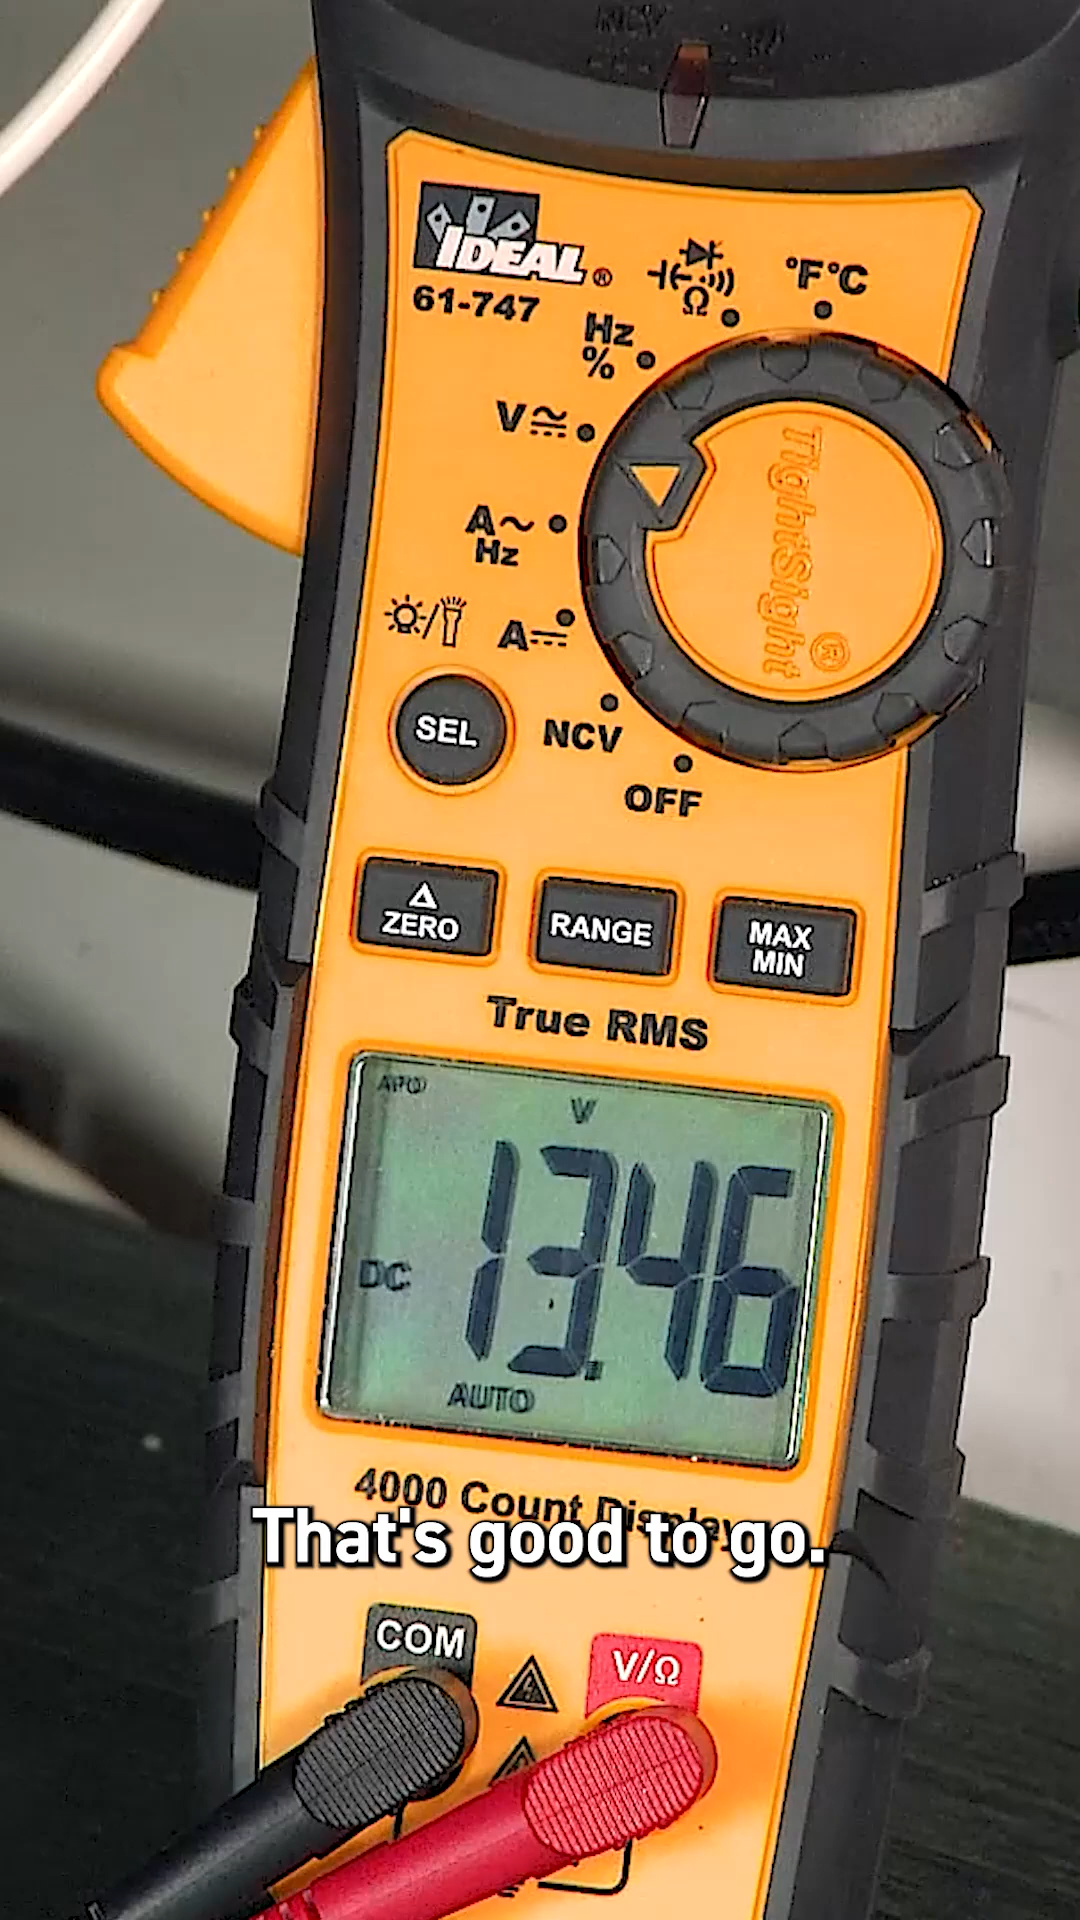 IDEAL®
61-747
°F°C
Ω
Hz
%
V
A
Hz
A
SEL
NCV
OFF
TightSight®
Δ
ZERO
RANGE
MAX
MIN
True RMS
APO
V
13.46
DC
AUTO
4000 Count Display
That's good to go.
COM
V/Ω